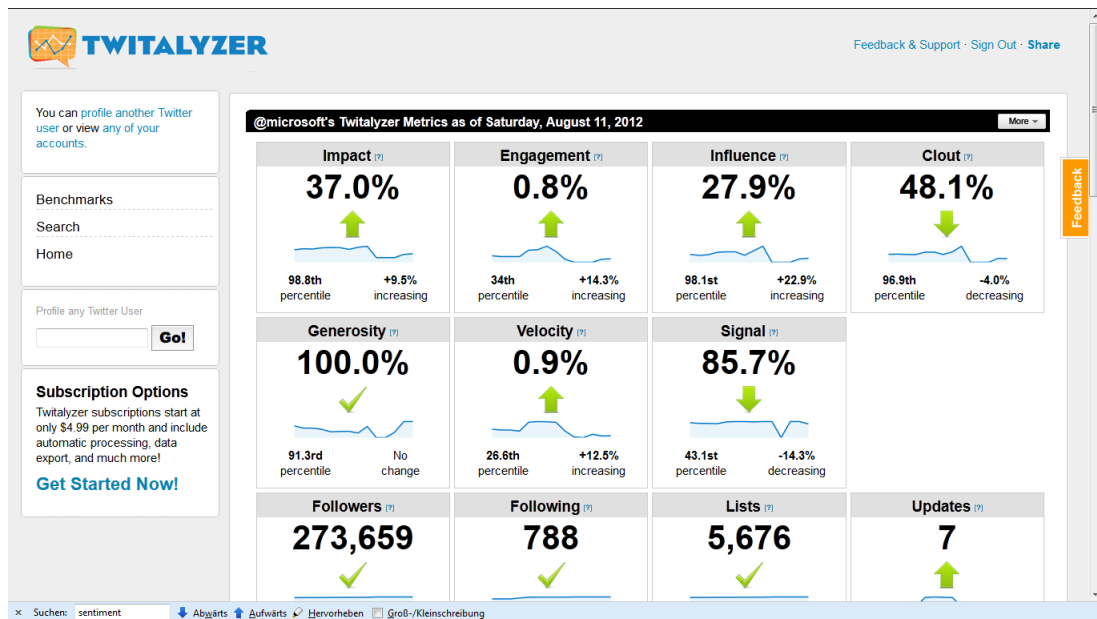 TWITALYZER
Feedback & Support · Sign Out · Share
You can profile another Twitter
user or view any of your
accounts.
Benchmarks
Search
Home
Profile any Twitter User
Go!
Subscription Options
Twitalyzer subscriptions start at
only $4.99 per month and include
automatic processing, data
export, and much more!
Get Started Now!
@microsoft's Twitalyzer Metrics as of Saturday, August 11, 2012
More
Impact [?]
37.0%
98.8th +9.5%
percentile increasing
Engagement [?]
0.8%
34th +14.3%
percentile increasing
Influence [?]
27.9%
98.1st +22.9%
percentile increasing
Clout [?]
48.1%
96.9th -4.0%
percentile decreasing
Generosity [?]
100.0%
91.3rd No
percentile change
Velocity [?]
0.9%
26.6th +12.5%
percentile increasing
Signal [?]
85.7%
43.1st -14.3%
percentile decreasing
Followers [?]
273,659
Following [?]
788
Lists [?]
5,676
Updates [?]
7
Feedback
× Suchen: sentiment Abwärts Aufwärts Hervorheben Groß-/Kleinschreibung